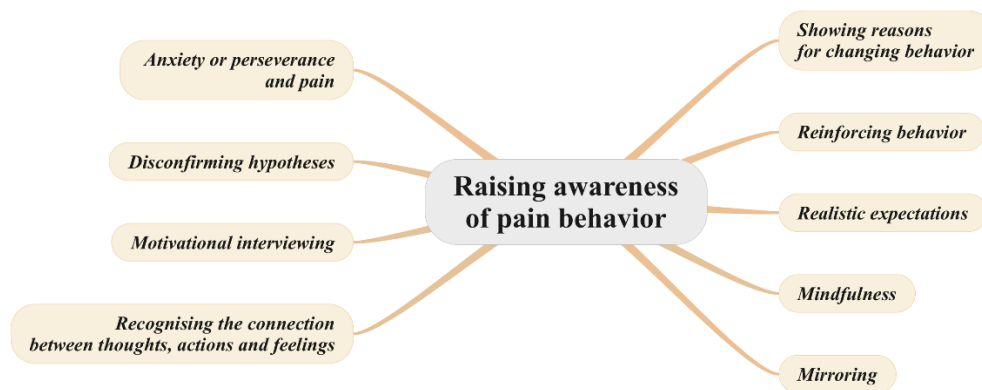 Raising awareness
of pain behavior
Anxiety or perseverance
and pain
Disconfirming hypotheses
Motivational interviewing
Recognising the connection
between thoughts, actions and feelings
Showing reasons
for changing behavior
Reinforcing behavior
Realistic expectations
Mindfulness
Mirroring